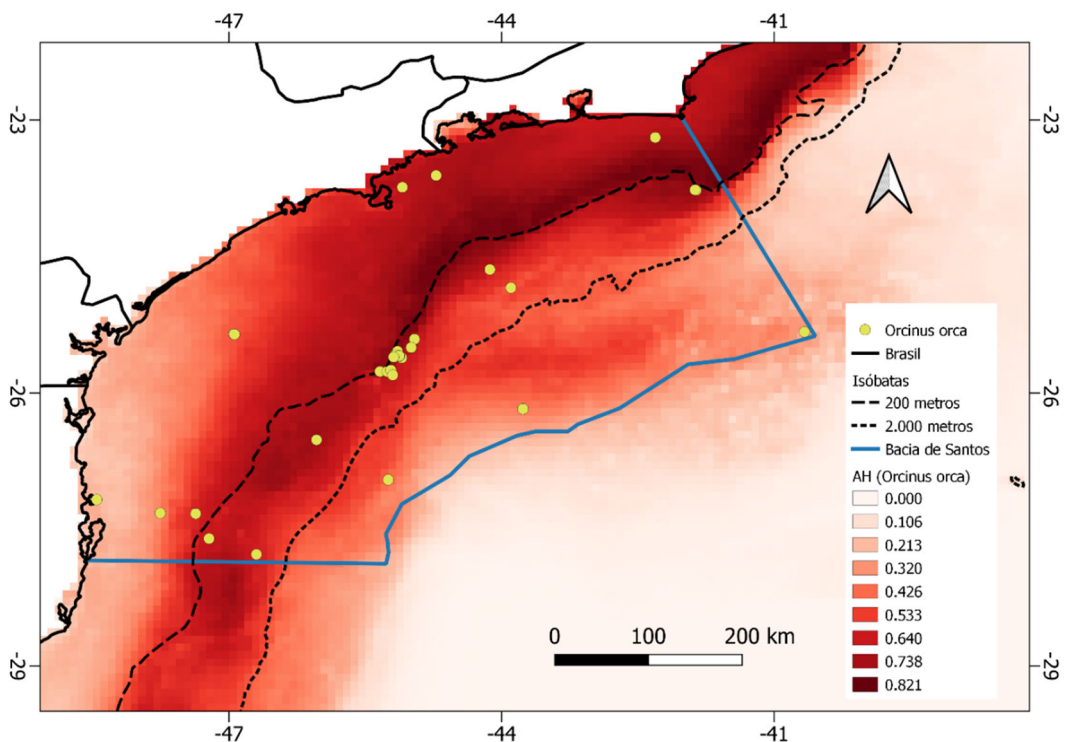 -47 -44 -41
-23 -23
-26 -26
-29 -29
Orcinus orca
Brasil
Isóbatas
200 metros
2.000 metros
Bacia de Santos
AH (Orcinus orca)
0.000
0.106
0.213
0.320
0.426
0.533
0.640
0.738
0.821
0 100 200 km
-47 -44 -41